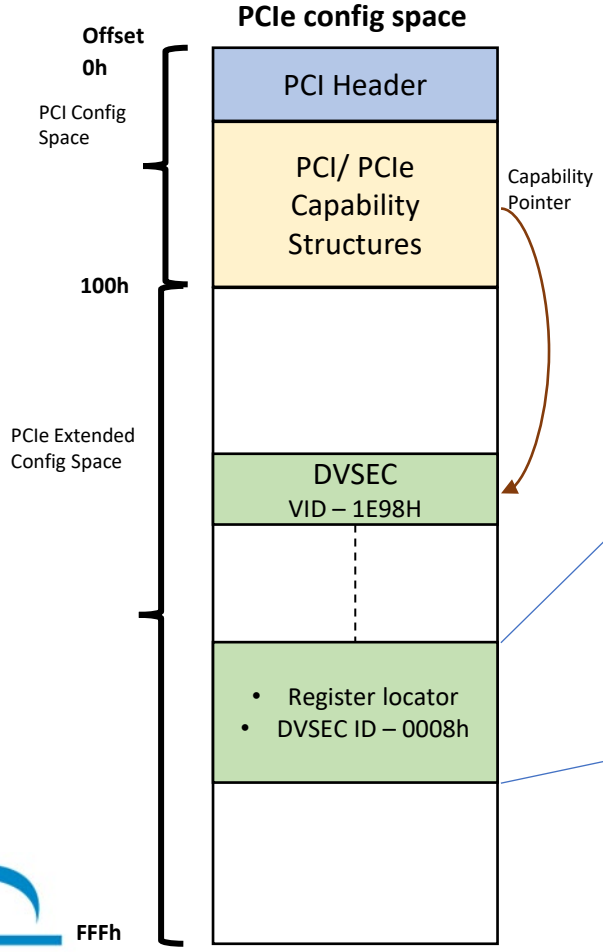 PCIe config space
Offset
0h
PCI Header
PCI Config
Space
PCI/ PCIe
Capability
Structures
Capability
Pointer
100h
PCIe Extended
Config Space
DVSEC
VID – 1E98H
• Register locator
• DVSEC ID – 0008h
FFFh